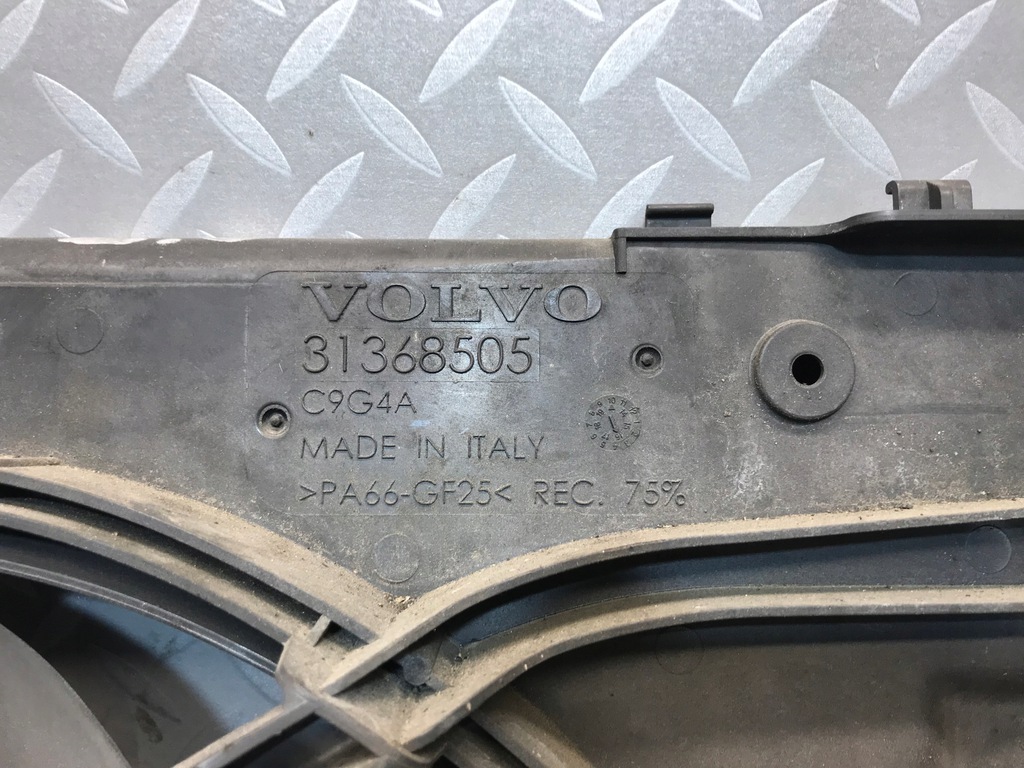 VOLVO
31368505
C9G4A
MADE IN ITALY
>PA66-GF25< REC. 75%